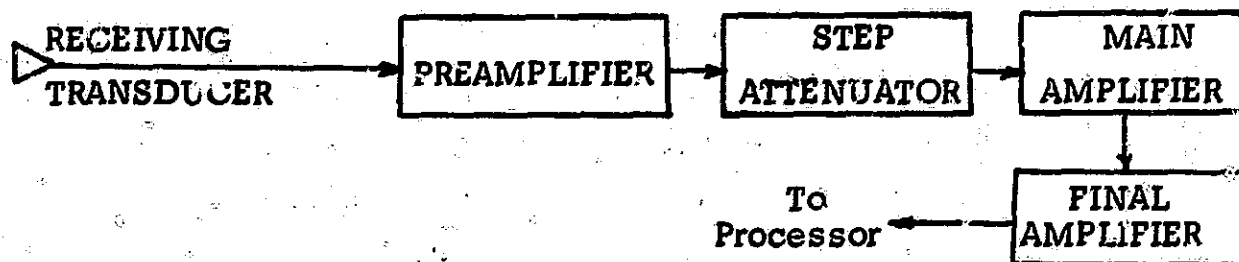 RECEIVING
TRANSDUCER
PREAMPLIFIER
STEP
ATTENUATOR
MAIN
AMPLIFIER
FINAL
AMPLIFIER
To
Processor